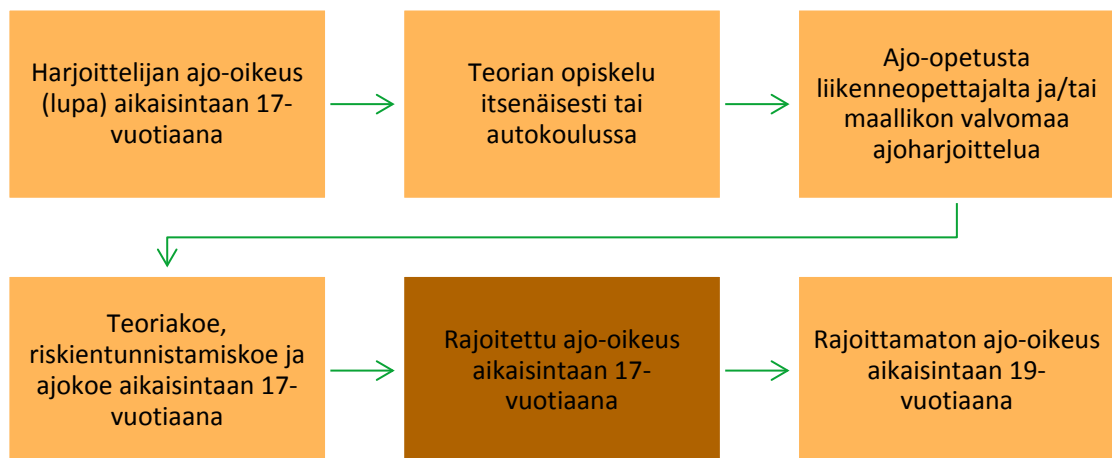 Harjoittelijan ajo-oikeus
(lupa) aikaisintaan 17-
vuotiaana
Teorian opiskelu
itsenäisesti tai
autokoulussa
Ajo-opetusta
liikenneopettajalta ja/tai
maallikon valvomaa
ajoharjoittelua
Teoriakoe,
riskientunnistamiskoe ja
ajokoe aikaisintaan 17-
vuotiaana
Rajoitettu ajo-oikeus
aikaisintaan 17-
vuotiaana
Rajoittamaton ajo-oikeus
aikaisintaan 19-
vuotiaana